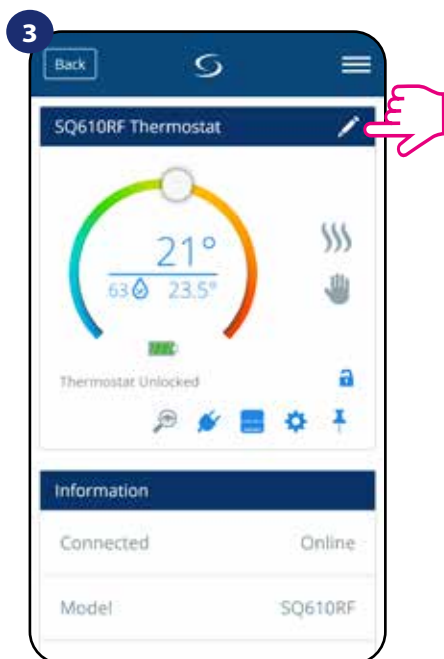 3
Back
SQ610RF Thermostat
21°
63 23.5°
Thermostat Unlocked
Information
Connected Online
Model SQ610RF